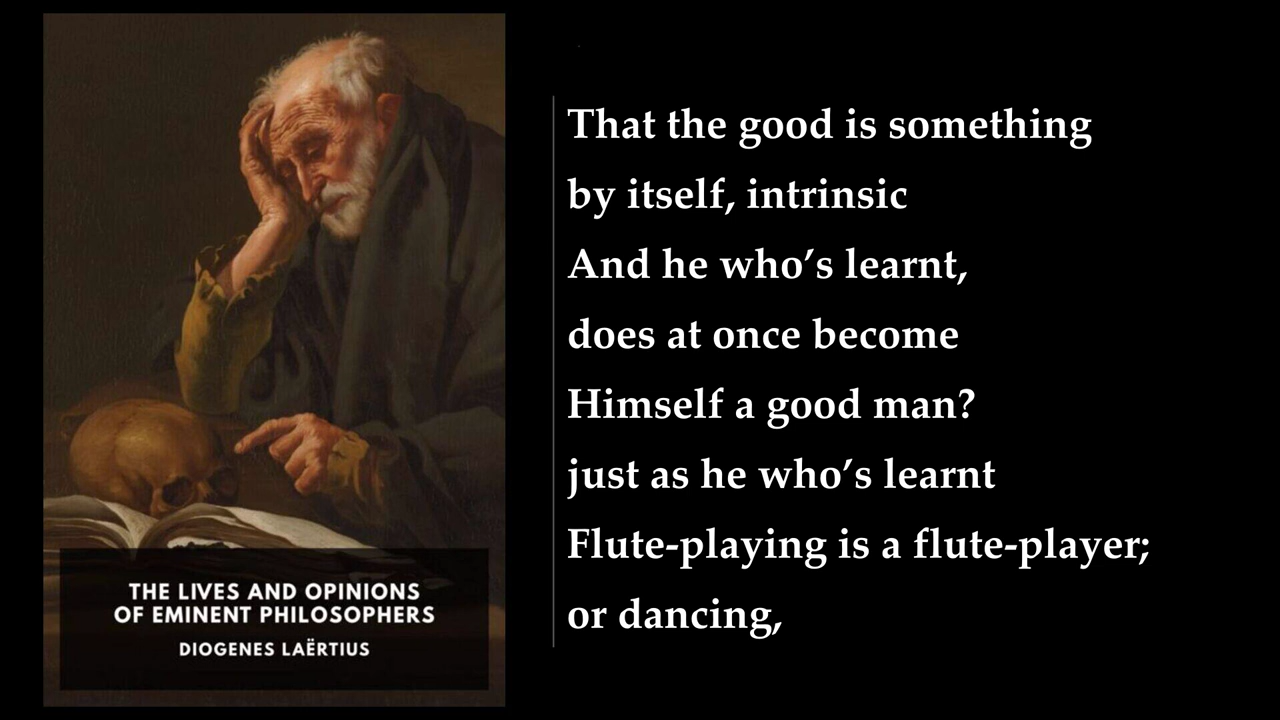 THE LIVES AND OPINIONS
OF EMINENT PHILOSOPHERS
DIOGENES LAËRTIUS
That the good is something
by itself, intrinsic
And he who’s learnt,
does at once become
Himself a good man?
just as he who’s learnt
Flute-playing is a flute-player;
or dancing,